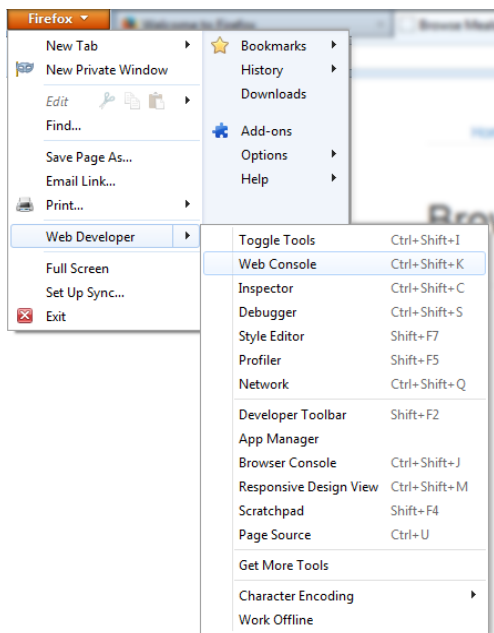 Firefox
Welcome to Firefox
New Tab
New Private Window
Edit
Find...
Save Page As...
Email Link...
Print...
Web Developer
Full Screen
Set Up Sync...
Exit
Bookmarks
History
Downloads
Add-ons
Options
Help
Toggle Tools Ctrl+Shift+I
Web Console Ctrl+Shift+K
Inspector Ctrl+Shift+C
Debugger Ctrl+Shift+S
Style Editor Shift+F7
Profiler Shift+F5
Network Ctrl+Shift+Q
Developer Toolbar Shift+F2
App Manager
Browser Console Ctrl+Shift+J
Responsive Design View Ctrl+Shift+M
Scratchpad Shift+F4
Page Source Ctrl+U
Get More Tools
Character Encoding
Work Offline